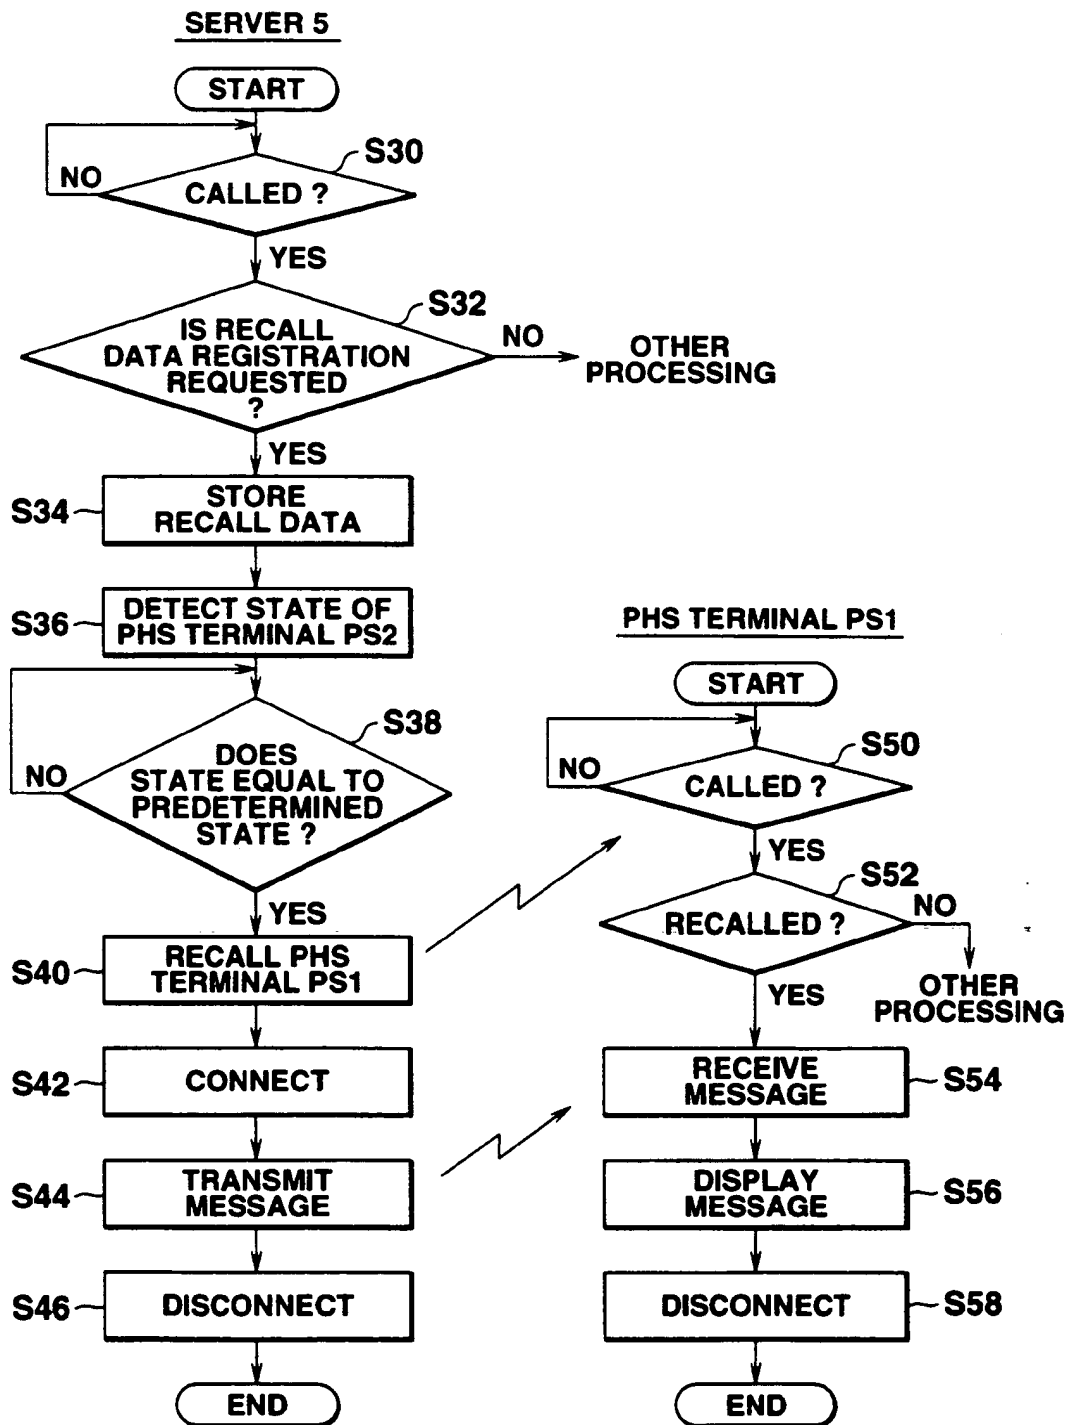 SERVER 5
START
S30
NO
CALLED ?
YES
S32
IS RECALL
DATA REGISTRATION
REQUESTED
?
NO
OTHER
PROCESSING
YES
S34
STORE
RECALL DATA
S36
DETECT STATE OF
PHS TERMINAL PS2
S38
NO
DOES
STATE EQUAL TO
PREDETERMINED
STATE ?
YES
S40
RECALL PHS
TERMINAL PS1
S42
CONNECT
S44
TRANSMIT
MESSAGE
S46
DISCONNECT
END
PHS TERMINAL PS1
START
S50
NO
CALLED ?
YES
S52
RECALLED ?
NO
OTHER
PROCESSING
YES
RECEIVE
MESSAGE
S54
DISPLAY
MESSAGE
S56
DISCONNECT
S58
END